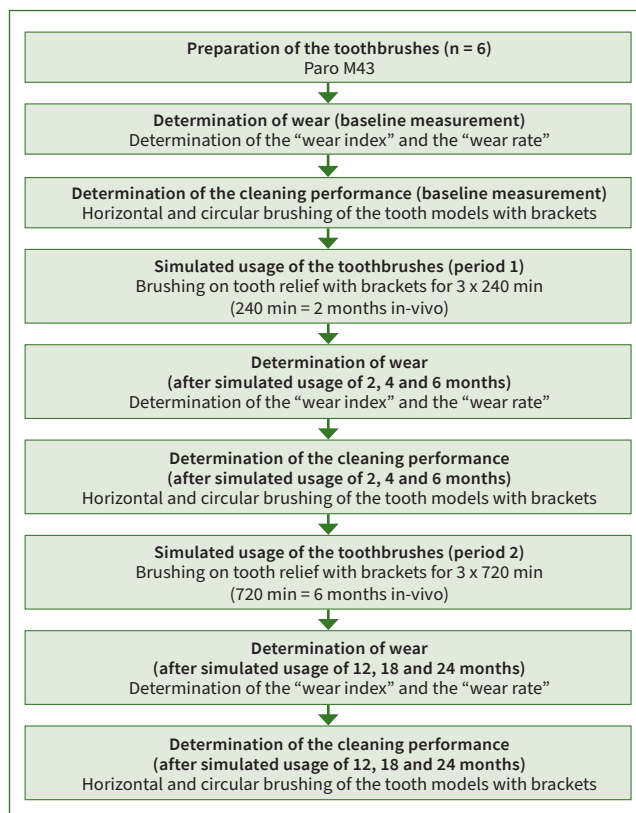 Preparation of the toothbrushes (n = 6)
Paro M43
Determination of wear (baseline measurement)
Determination of the “wear index” and the “wear rate”
Determination of the cleaning performance (baseline measurement)
Horizontal and circular brushing of the tooth models with brackets
Simulated usage of the toothbrushes (period 1)
Brushing on tooth relief with brackets for 3 x 240 min
(240 min = 2 months in-vivo)
Determination of wear
(after simulated usage of 2, 4 and 6 months)
Determination of the “wear index” and the “wear rate”
Determination of the cleaning performance
(after simulated usage of 2, 4 and 6 months)
Horizontal and circular brushing of the tooth models with brackets
Simulated usage of the toothbrushes (period 2)
Brushing on tooth relief with brackets for 3 x 720 min
(720 min = 6 months in-vivo)
Determination of wear
(after simulated usage of 12, 18 and 24 months)
Determination of the “wear index” and the “wear rate”
Determination of the cleaning performance
(after simulated usage of 12, 18 and 24 months)
Horizontal and circular brushing of the tooth models with brackets